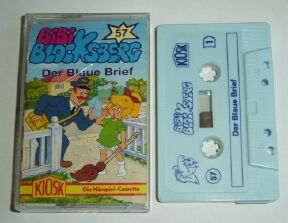 57
BIBI
BLOCKSBERG
Der Blaue Brief
KIOSK
Die Hörspiel-Cassette
KIOSK
1
BIBI
BLOCKSBERG
Der Blaue Brief
57